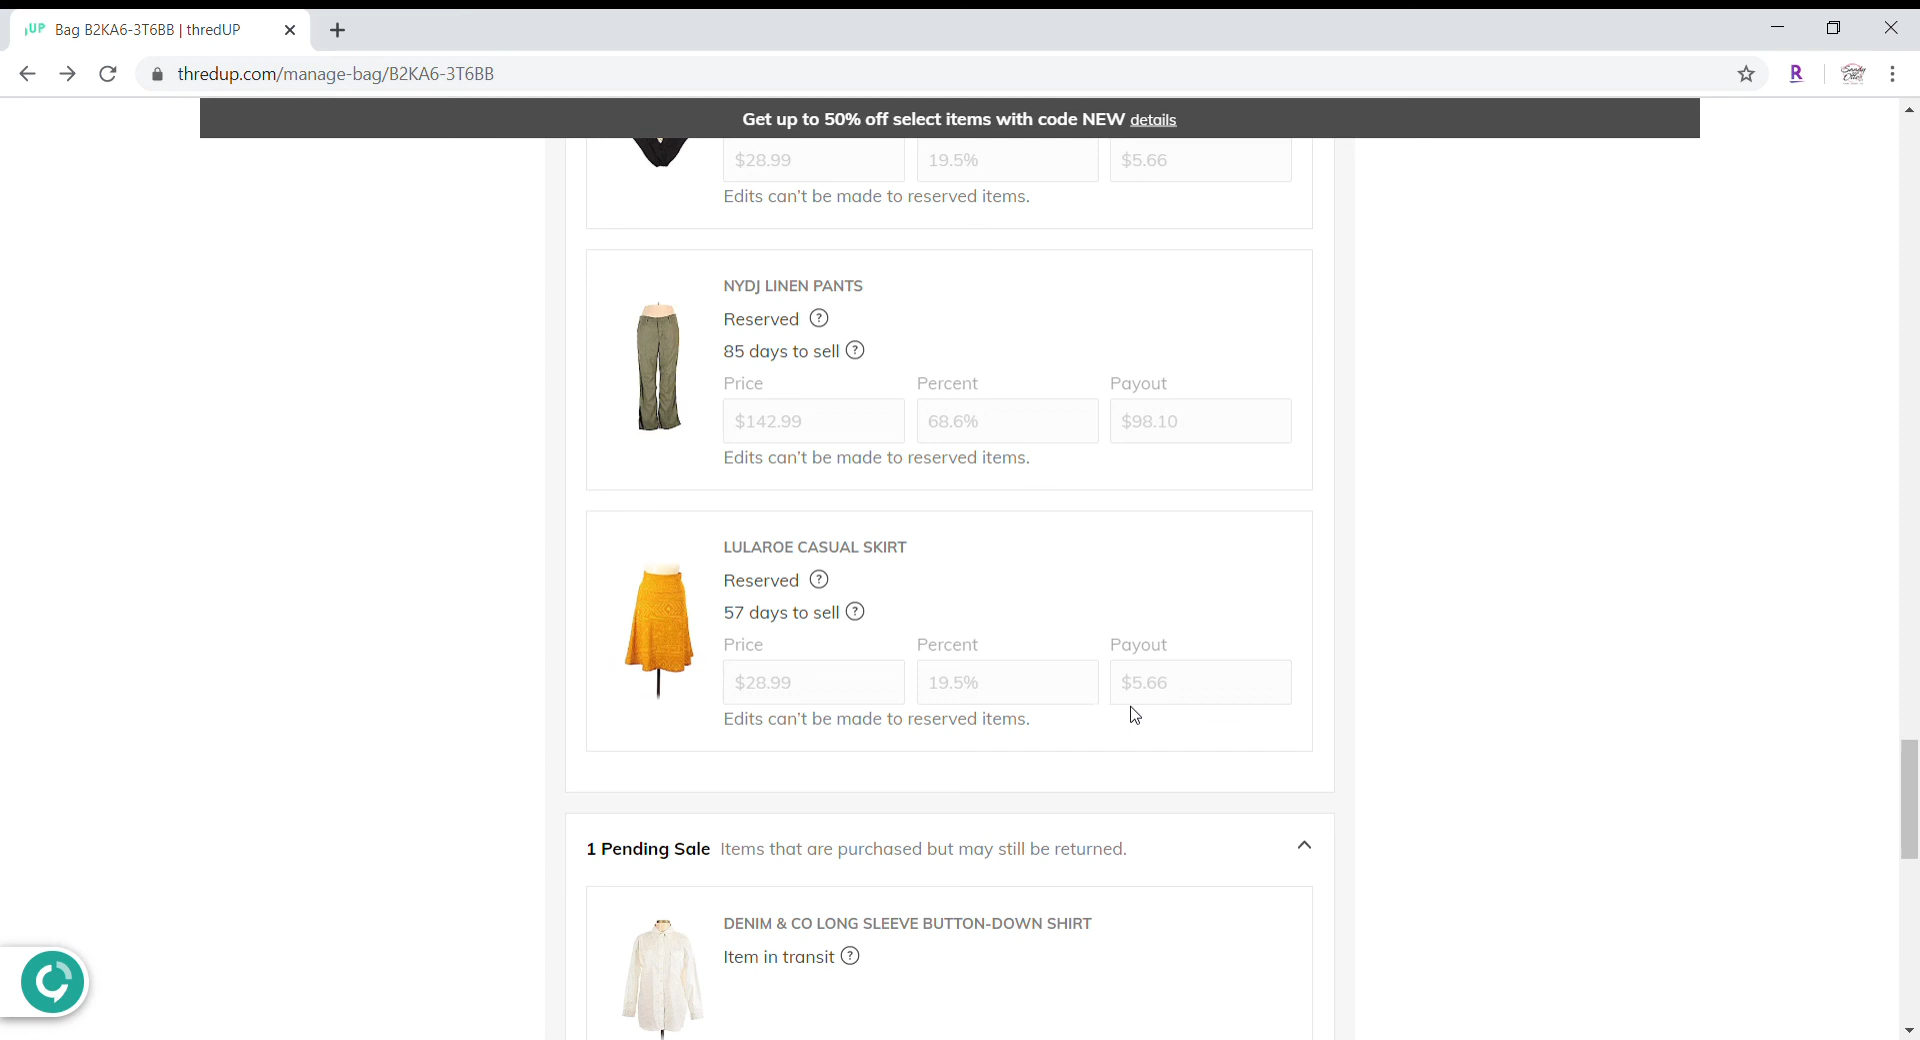 UP Bag B2KA6-3T6BB | thredUP
thredup.com/manage-bag/B2KA6-3T6BB
R
Get up to 50% off select items with code NEW details
$28.99 19.5% $5.66
Edits can't be made to reserved items.
NYDJ LINEN PANTS
Reserved ?
85 days to sell ?
Price Percent Payout
$142.99 68.6% $98.10
Edits can't be made to reserved items.
LULAROE CASUAL SKIRT
Reserved ?
57 days to sell ?
Price Percent Payout
$28.99 19.5% $5.66
Edits can't be made to reserved items.
1 Pending Sale Items that are purchased but may still be returned.
DENIM & CO LONG SLEEVE BUTTON-DOWN SHIRT
Item in transit ?